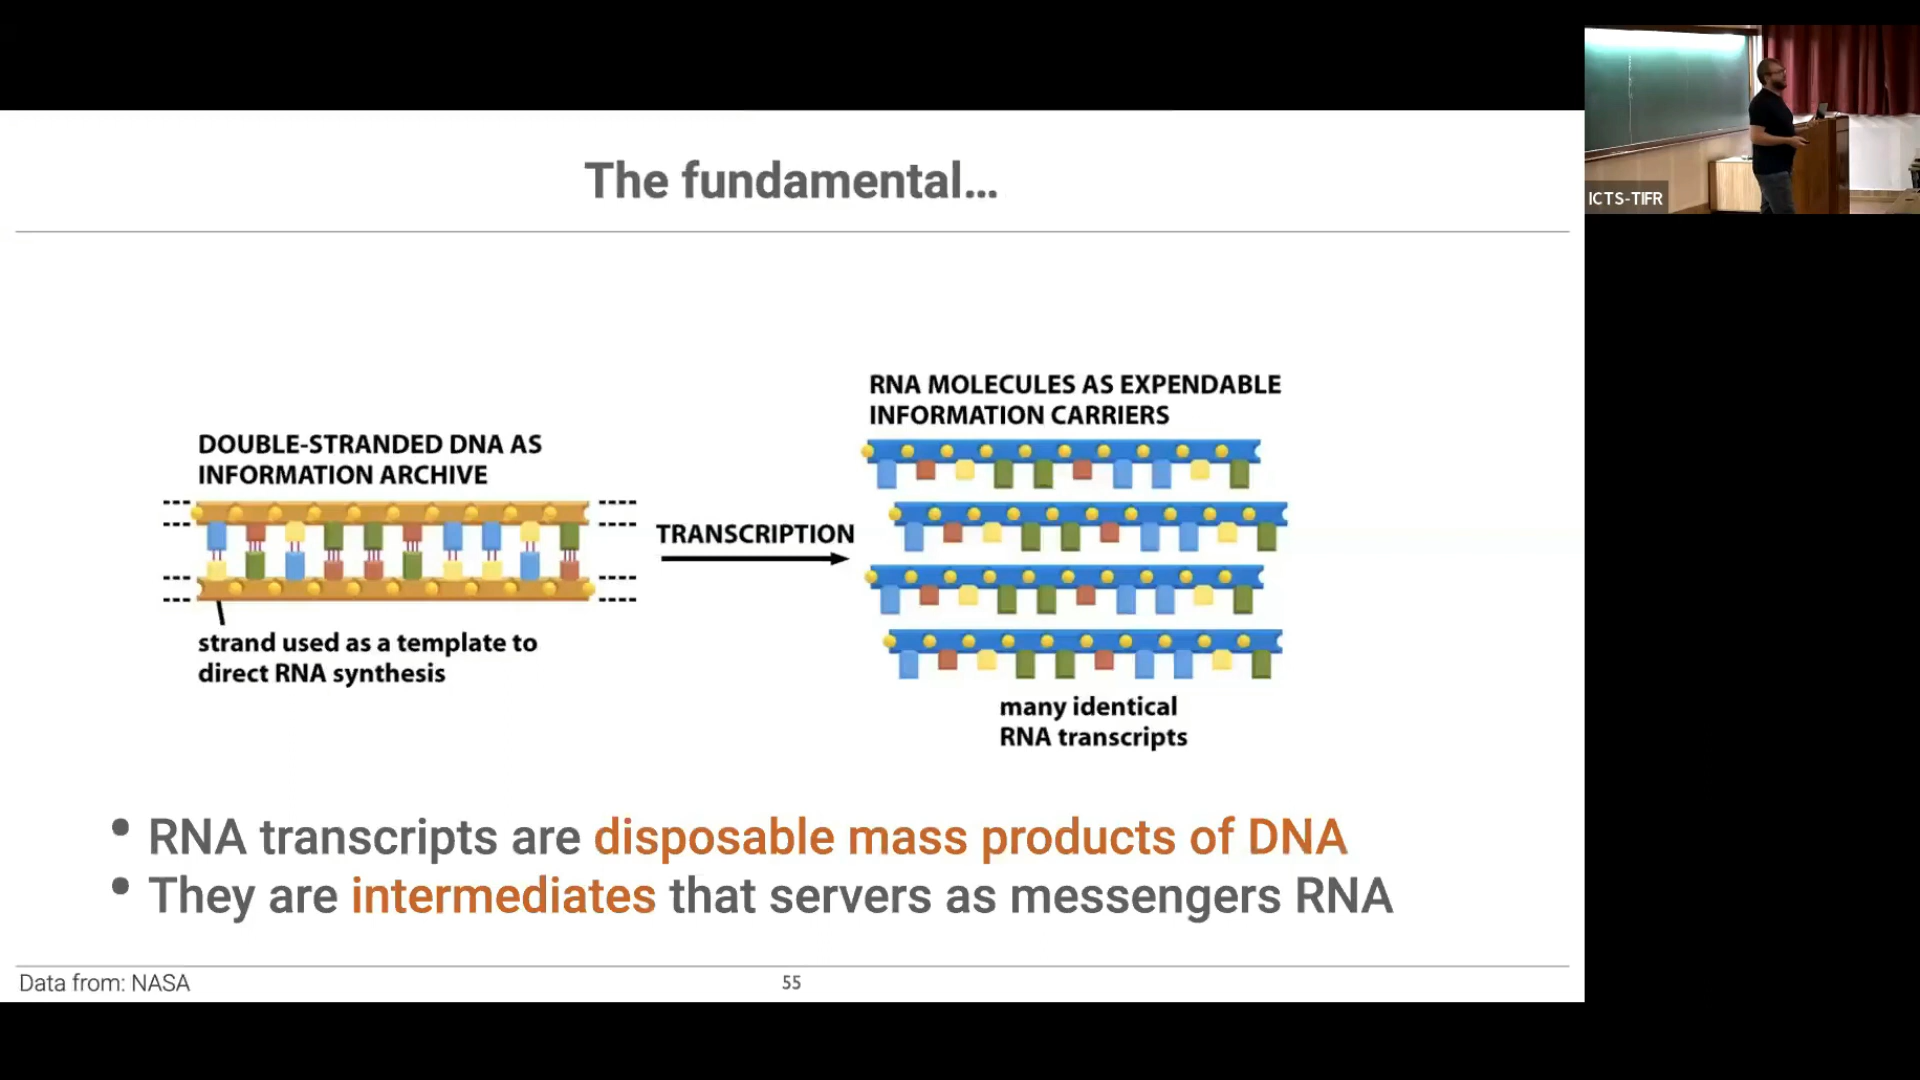 The fundamental...
DOUBLE-STRANDED DNA AS
INFORMATION ARCHIVE
strand used as a template to
direct RNA synthesis
TRANSCRIPTION
RNA MOLECULES AS EXPENDABLE
INFORMATION CARRIERS
many identical
RNA transcripts
• RNA transcripts are disposable mass products of DNA
• They are intermediates that servers as messengers RNA
Data from: NASA
55
ICTS-TIFR